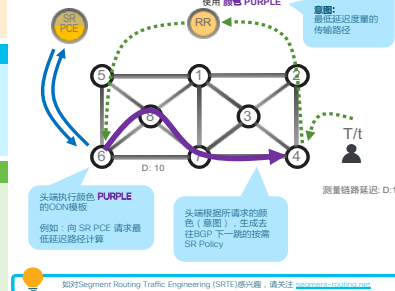 使用 颜色 PURPLE
意图:
最低延迟度量的
传输路径
SR
PCE
RR
5
1
2
8
3
T/t
6
4
D: 10
测量链路延迟: D:1
头端执行颜色 PURPLE
的ODN模板
例如：向 SR PCE 请求最
低延迟路径计算
头端根据所请求的颜
色（意图），生成去
往BGP 下一跳的按需
SR Policy
如对Segment Routing Traffic Engineering (SRTE)感兴趣，请关注 segment-routing.net